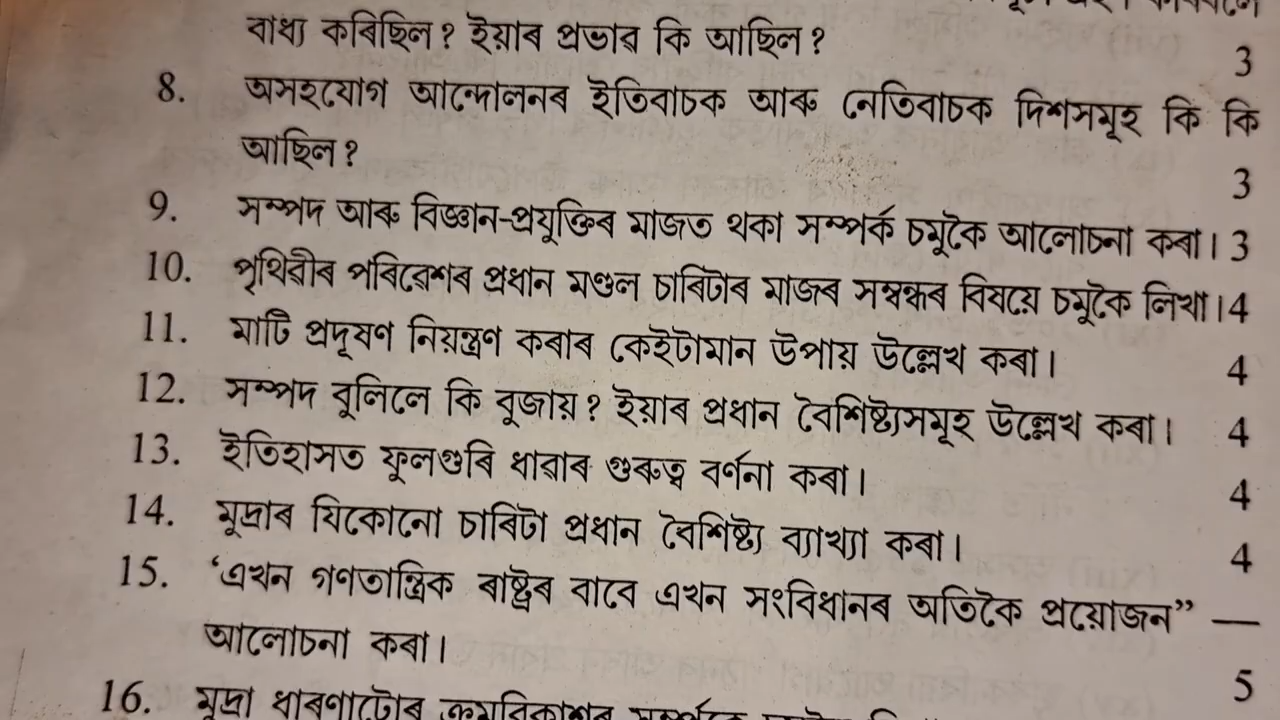 বাধ্য কৰিছিল? ইয়াৰ প্ৰভাৱ কি আছিল? 3
8. অসহযোগ আন্দোলনৰ ইতিবাচক আৰু নেতিবাচক দিশসমূহ কি কি
আছিল? 3
9. সম্পদ আৰু বিজ্ঞান-প্ৰযুক্তিৰ মাজত থকা সম্পৰ্ক চমুকৈ আলোচনা কৰা। 3
10. পৃথিৱীৰ পৰিৱেশৰ প্ৰধান মণ্ডল চাৰিটাৰ মাজৰ সম্বন্ধৰ বিষয়ে চমুকৈ লিখা। 4
11. মাটি প্ৰদূষণ নিয়ন্ত্ৰণ কৰাৰ কেইটামান উপায় উল্লেখ কৰা। 4
12. সম্পদ বুলিলে কি বুজায়? ইয়াৰ প্ৰধান বৈশিষ্ট্যসমূহ উল্লেখ কৰা। 4
13. ইতিহাসত ফুলগুৰি ধাৱাৰ গুৰুত্ব বৰ্ণনা কৰা। 4
14. মুদ্ৰাৰ যিকোনো চাৰিটা প্ৰধান বৈশিষ্ট্য ব্যাখ্যা কৰা। 4
15. ‘এখন গণতান্ত্ৰিক ৰাষ্ট্ৰৰ বাবে এখন সংবিধানৰ অতিকৈ প্ৰয়োজন” —
আলোচনা কৰা। 5
16. মুদ্ৰা ধাৰণাটোৰ ক্ৰমবিকাশৰ